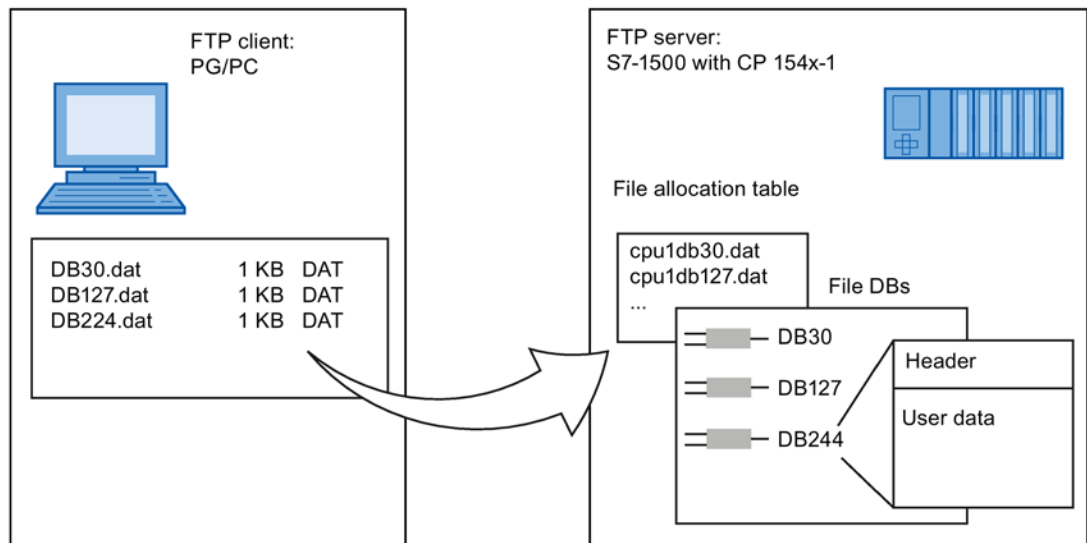 FTP client:
PG/PC
DB30.dat 1 KB DAT
DB127.dat 1 KB DAT
DB224.dat 1 KB DAT
FTP server:
S7-1500 with CP 154x-1
File allocation table
cpu1db30.dat
cpu1db127.dat
...
File DBs
DB30
DB127
DB244
Header
User data